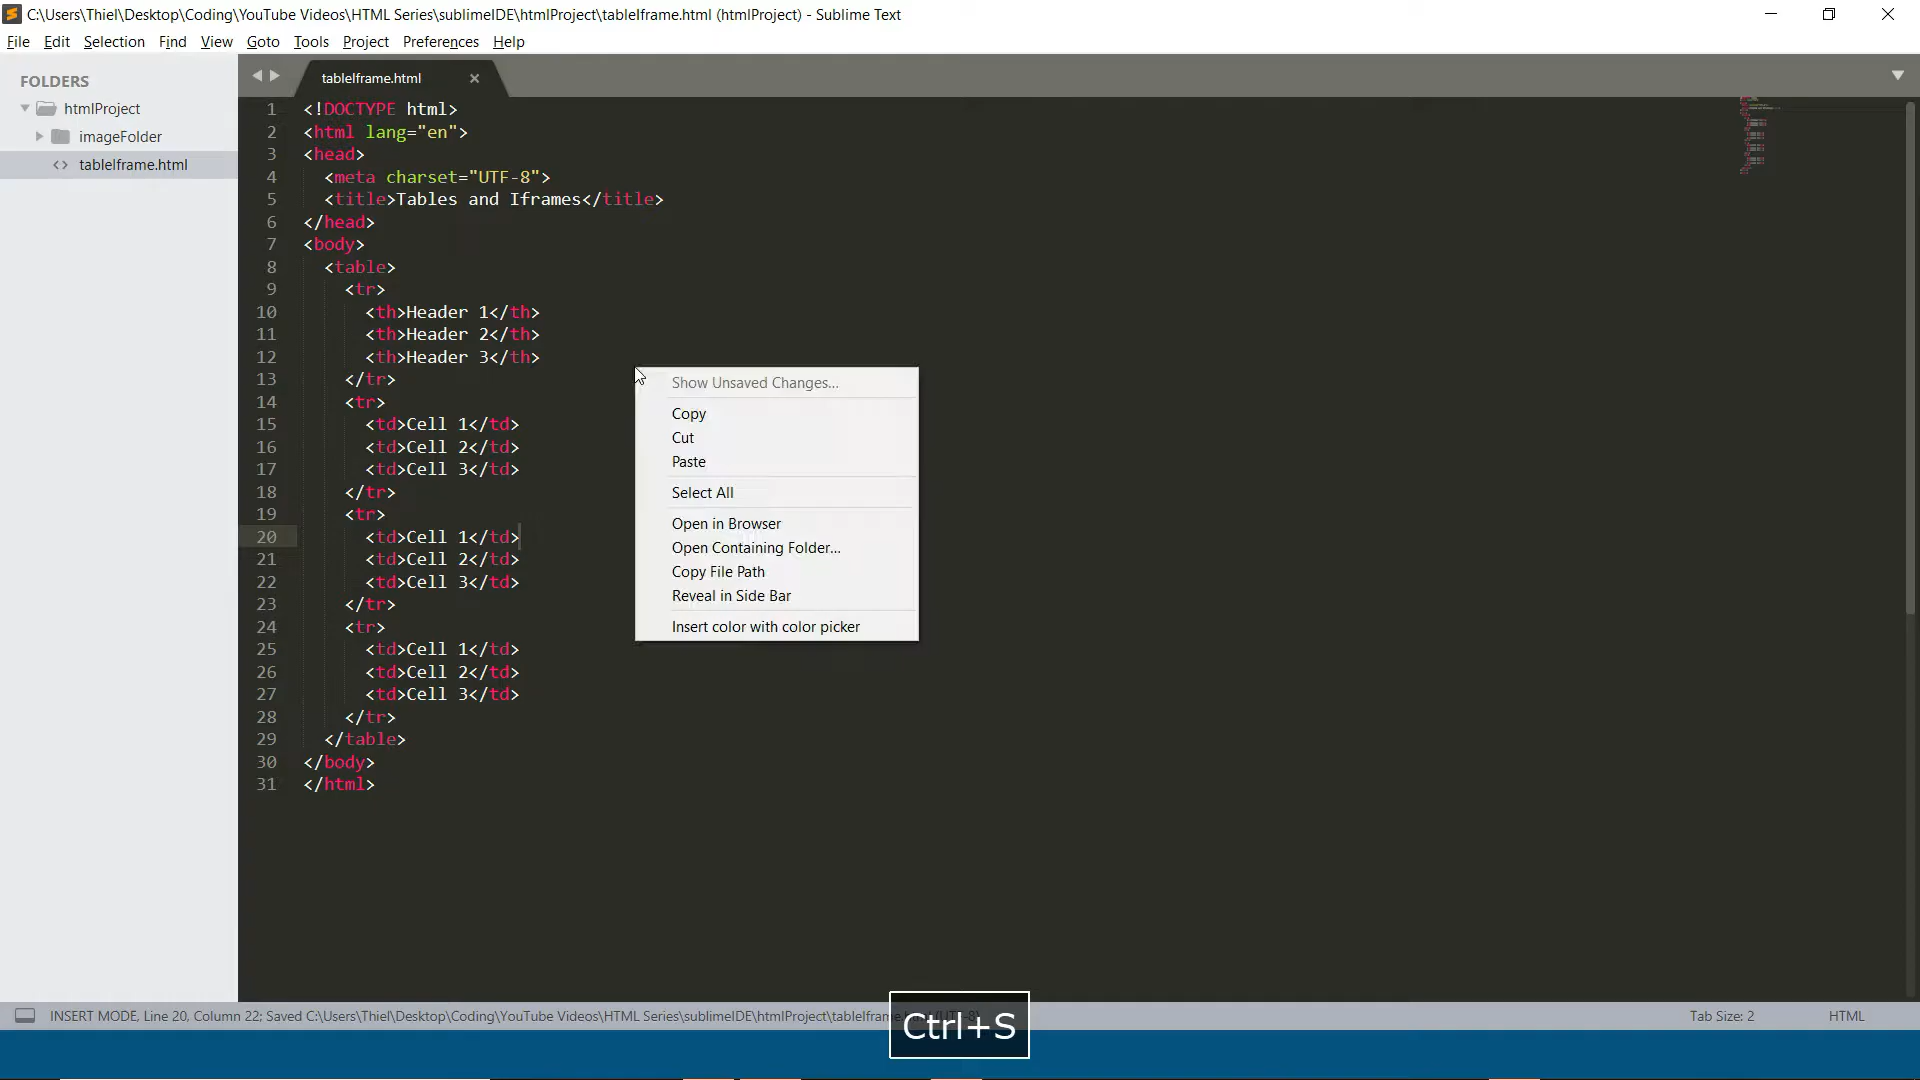 C:\Users\Thiel\Desktop\Coding\YouTube Videos\HTML Series\sublimeIDE\htmlProject\tableIframe.html (htmlProject) - Sublime Text
File Edit Selection Find View Goto Tools Project Preferences Help
FOLDERS
htmlProject
imageFolder
<> tableIframe.html
tableIframe.html
1 <!DOCTYPE html>
2 <html lang="en">
3 <head>
4 <meta charset="UTF-8">
5 <title>Tables and Iframes</title>
6 </head>
7 <body>
8 <table>
9 <tr>
10 <th>Header 1</th>
11 <th>Header 2</th>
12 <th>Header 3</th>
13 </tr>
14 <tr>
15 <td>Cell 1</td>
16 <td>Cell 2</td>
17 <td>Cell 3</td>
18 </tr>
19 <tr>
20 <td>Cell 1</td>
21 <td>Cell 2</td>
22 <td>Cell 3</td>
23 </tr>
24 <tr>
25 <td>Cell 1</td>
26 <td>Cell 2</td>
27 <td>Cell 3</td>
28 </tr>
29 </table>
30 </body>
31 </html>
Show Unsaved Changes...
Copy
Cut
Paste
Select All
Open in Browser
Open Containing Folder...
Copy File Path
Reveal in Side Bar
Insert color with color picker
INSERT MODE, Line 20, Column 22; Saved C:\Users\Thiel\Desktop\Coding\YouTube Videos\HTML Series\sublimeIDE\htmlProject\tableIframe
Ctrl+S
Tab Size: 2
HTML